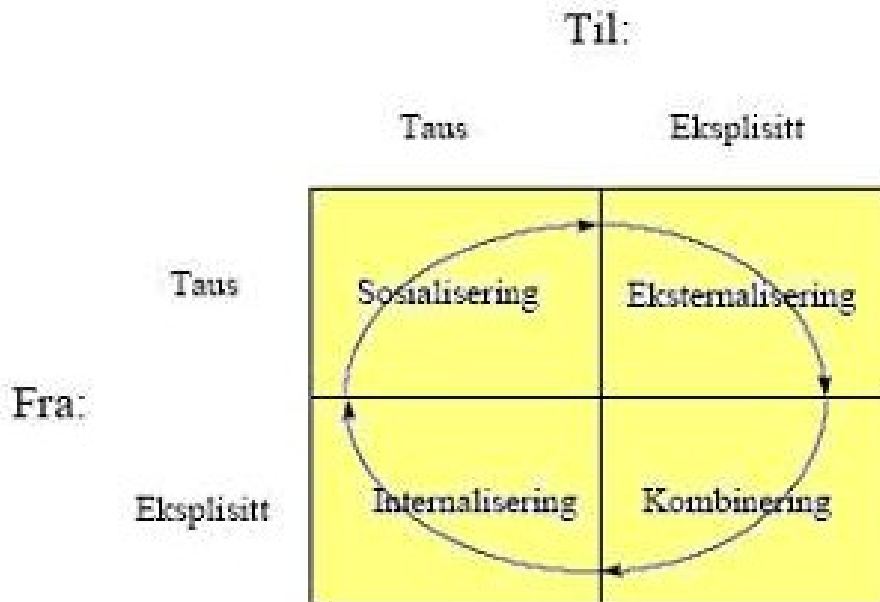 Til:
Taus Eksplisitt
Taus Sosialisering Eksternalisering
Fra:
Eksplisitt Internalisering Kombinering